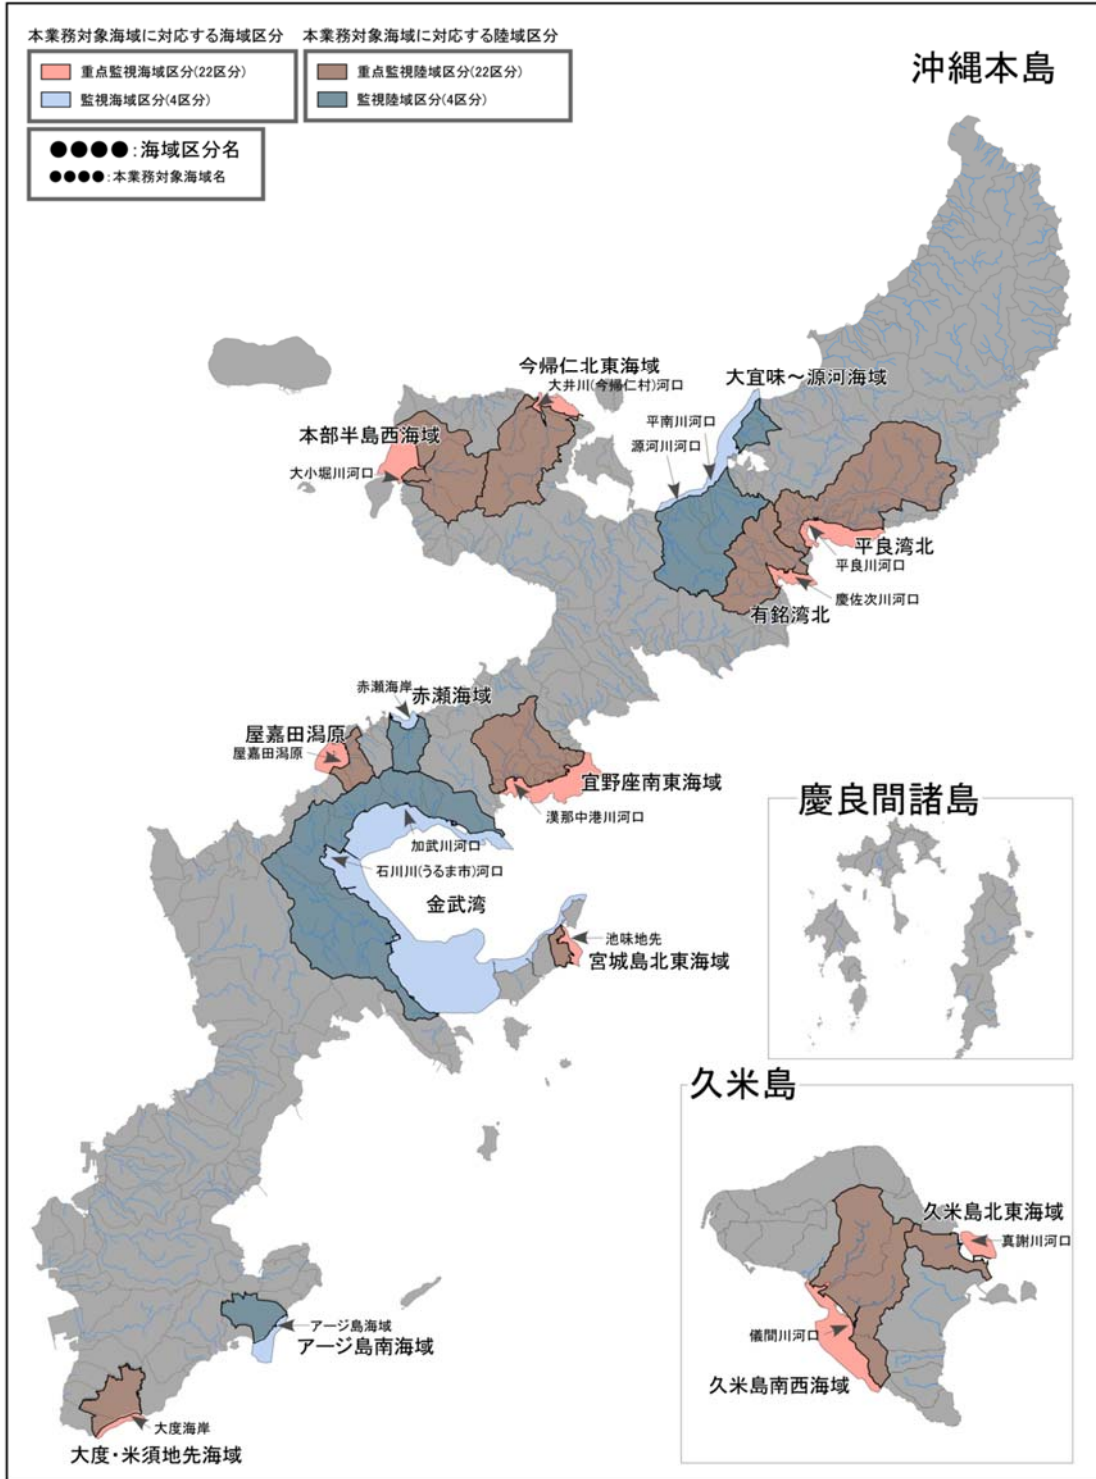 本業務対象海域に対応する海域区分
本業務対象海域に対応する陸域区分
重点監視海域区分(22区分)
監視海域区分(4区分)
重点監視陸域区分(22区分)
監視陸域区分(4区分)
●●●●:海域区分名
●●●●:本業務対象海域名
沖縄本島
今帰仁北東海域
大井川(今帰仁村)河口
大宜味～源河海域
平南川河口
源河川河口
本部半島西海域
大小堀川河口
平良湾北
平良川河口
慶佐次川河口
有銘湾北
赤瀬海岸
赤瀬海域
屋嘉田潟原
屋嘉田潟原
宜野座南東海域
漢那中港川河口
加武川河口
石川川(うるま市)河口
金武湾
池味地先
宮城島北東海域
慶良間諸島
久米島
久米島北東海域
真謝川河口
儀間川河口
久米島南西海域
アージ島海域
アージ島南海域
大度海岸
大度・米須地先海域